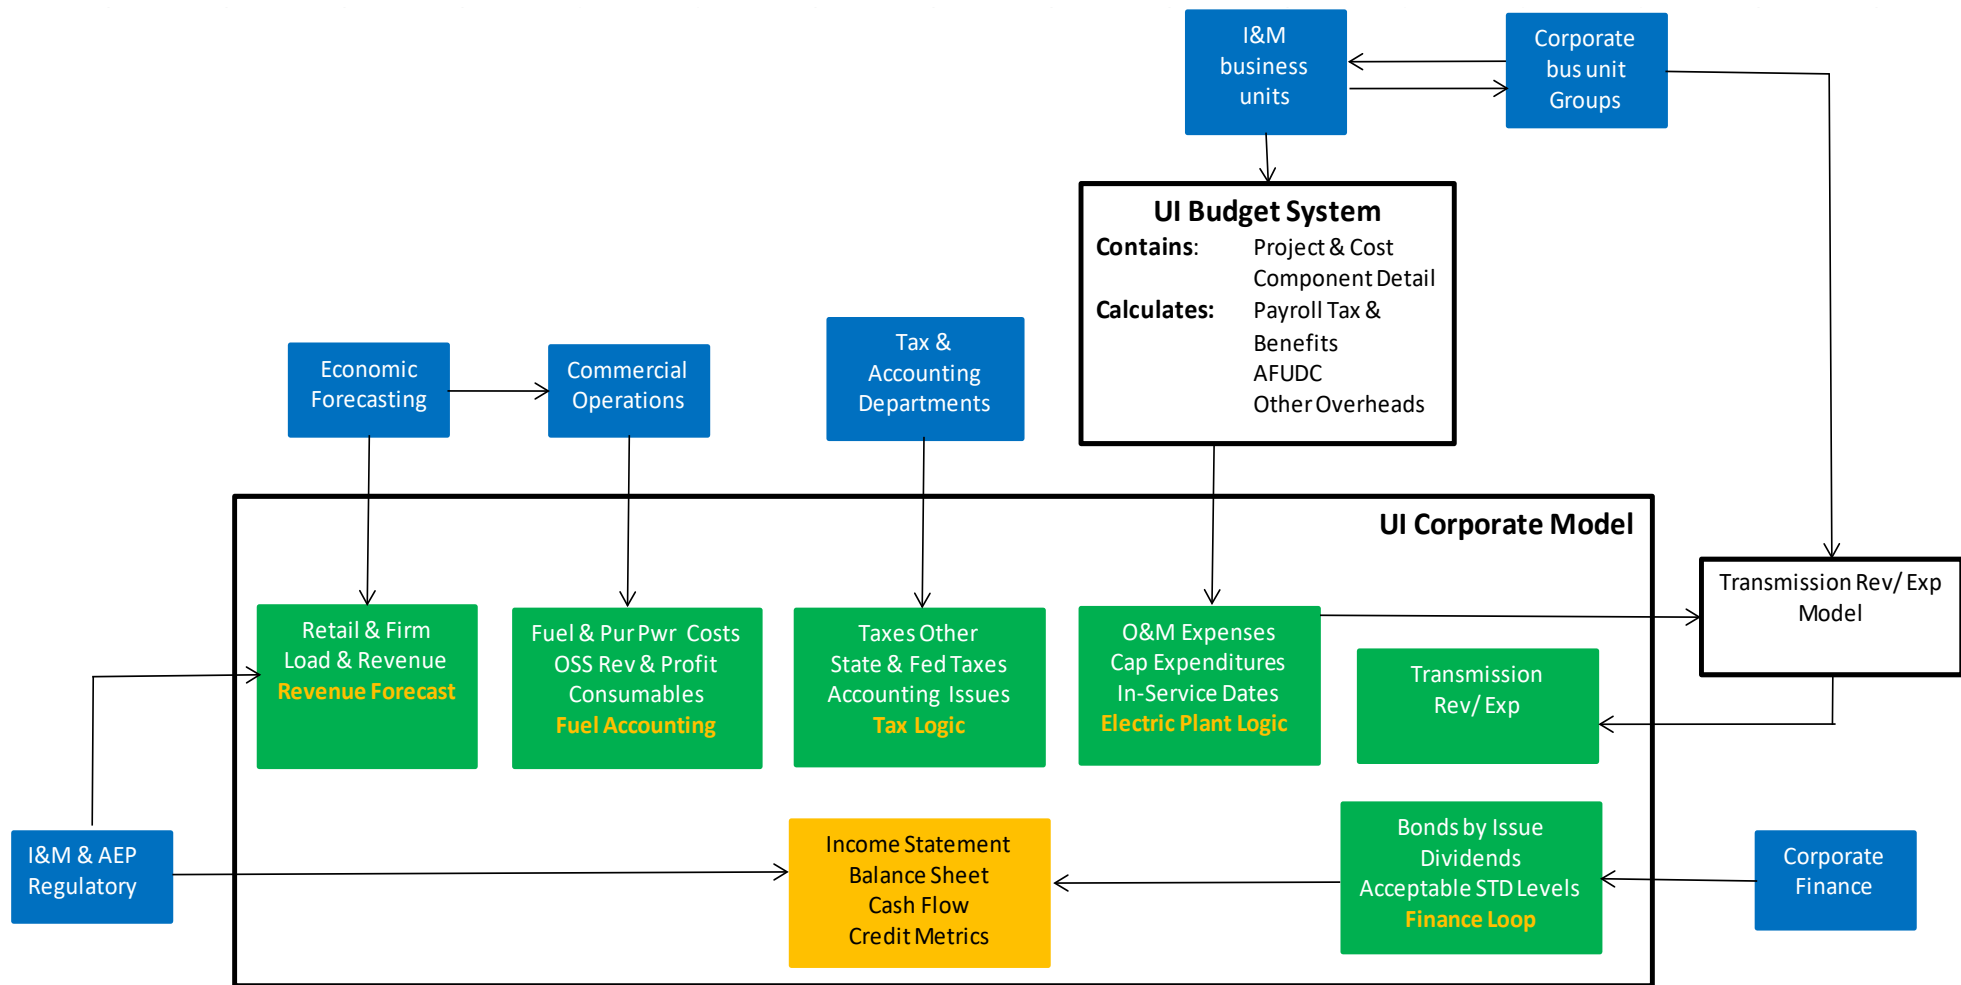 I&M
business
units
Corporate
bus unit
Groups
UI Budget System
Contains: Project & Cost
Component Detail
Calculates: Payroll Tax &
Benefits
AFUDC
Other Overheads
Economic
Forecasting
Commercial
Operations
Tax &
Accounting
Departments
UI Corporate Model
Transmission Rev/ Exp
Model
Retail & Firm
Load & Revenue
Revenue Forecast
Fuel & Pur Pwr Costs
OSS Rev & Profit
Consumables
Fuel Accounting
Taxes Other
State & Fed Taxes
Accounting Issues
Tax Logic
O&M Expenses
Cap Expenditures
In-Service Dates
Electric Plant Logic
Transmission
Rev/ Exp
I&M & AEP
Regulatory
Income Statement
Balance Sheet
Cash Flow
Credit Metrics
Bonds by Issue
Dividends
Acceptable STD Levels
Finance Loop
Corporate
Finance